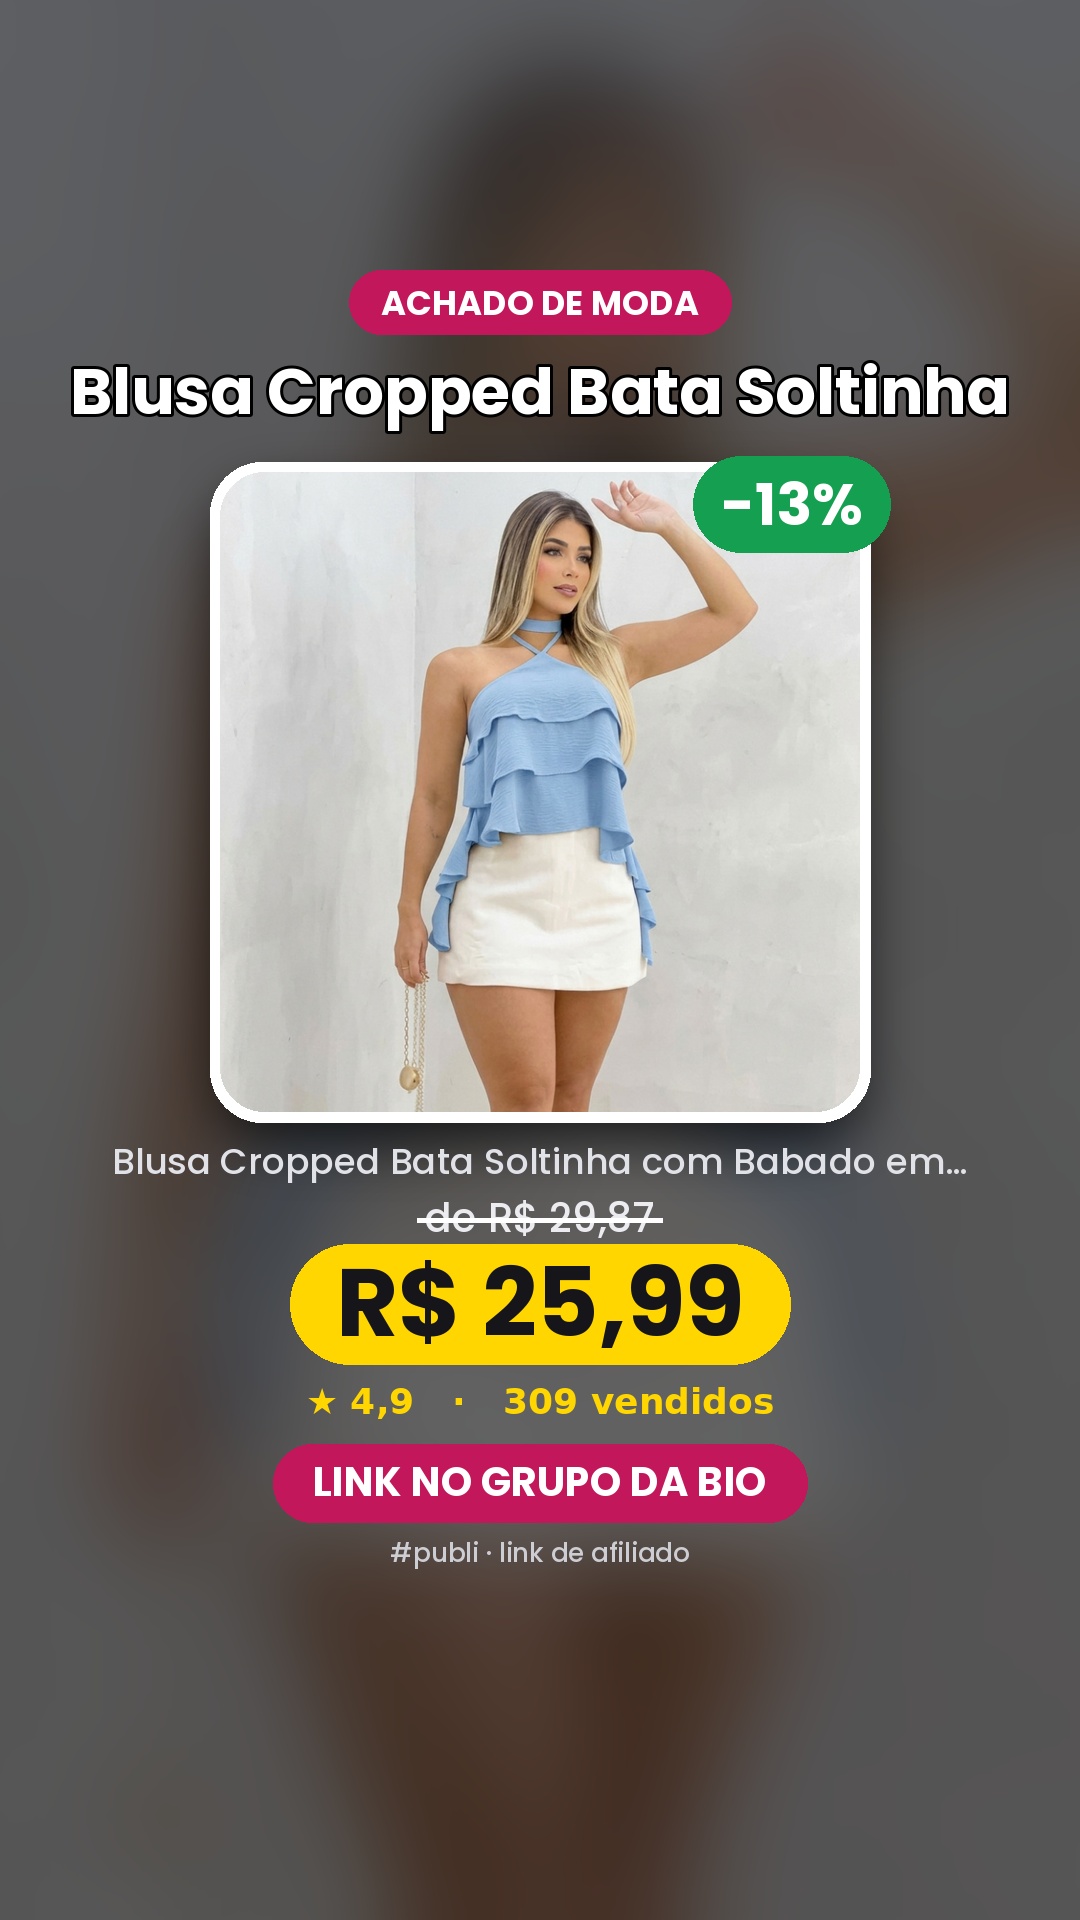 ACHADO DE MODA
Blusa Cropped Bata Soltinha
-13%
Blusa Cropped Bata Soltinha com Babado em...
de R$ 29,87
R$ 25,99
★ 4,9 · 309 vendidos
LINK NO GRUPO DA BIO
#publi · link de afiliado